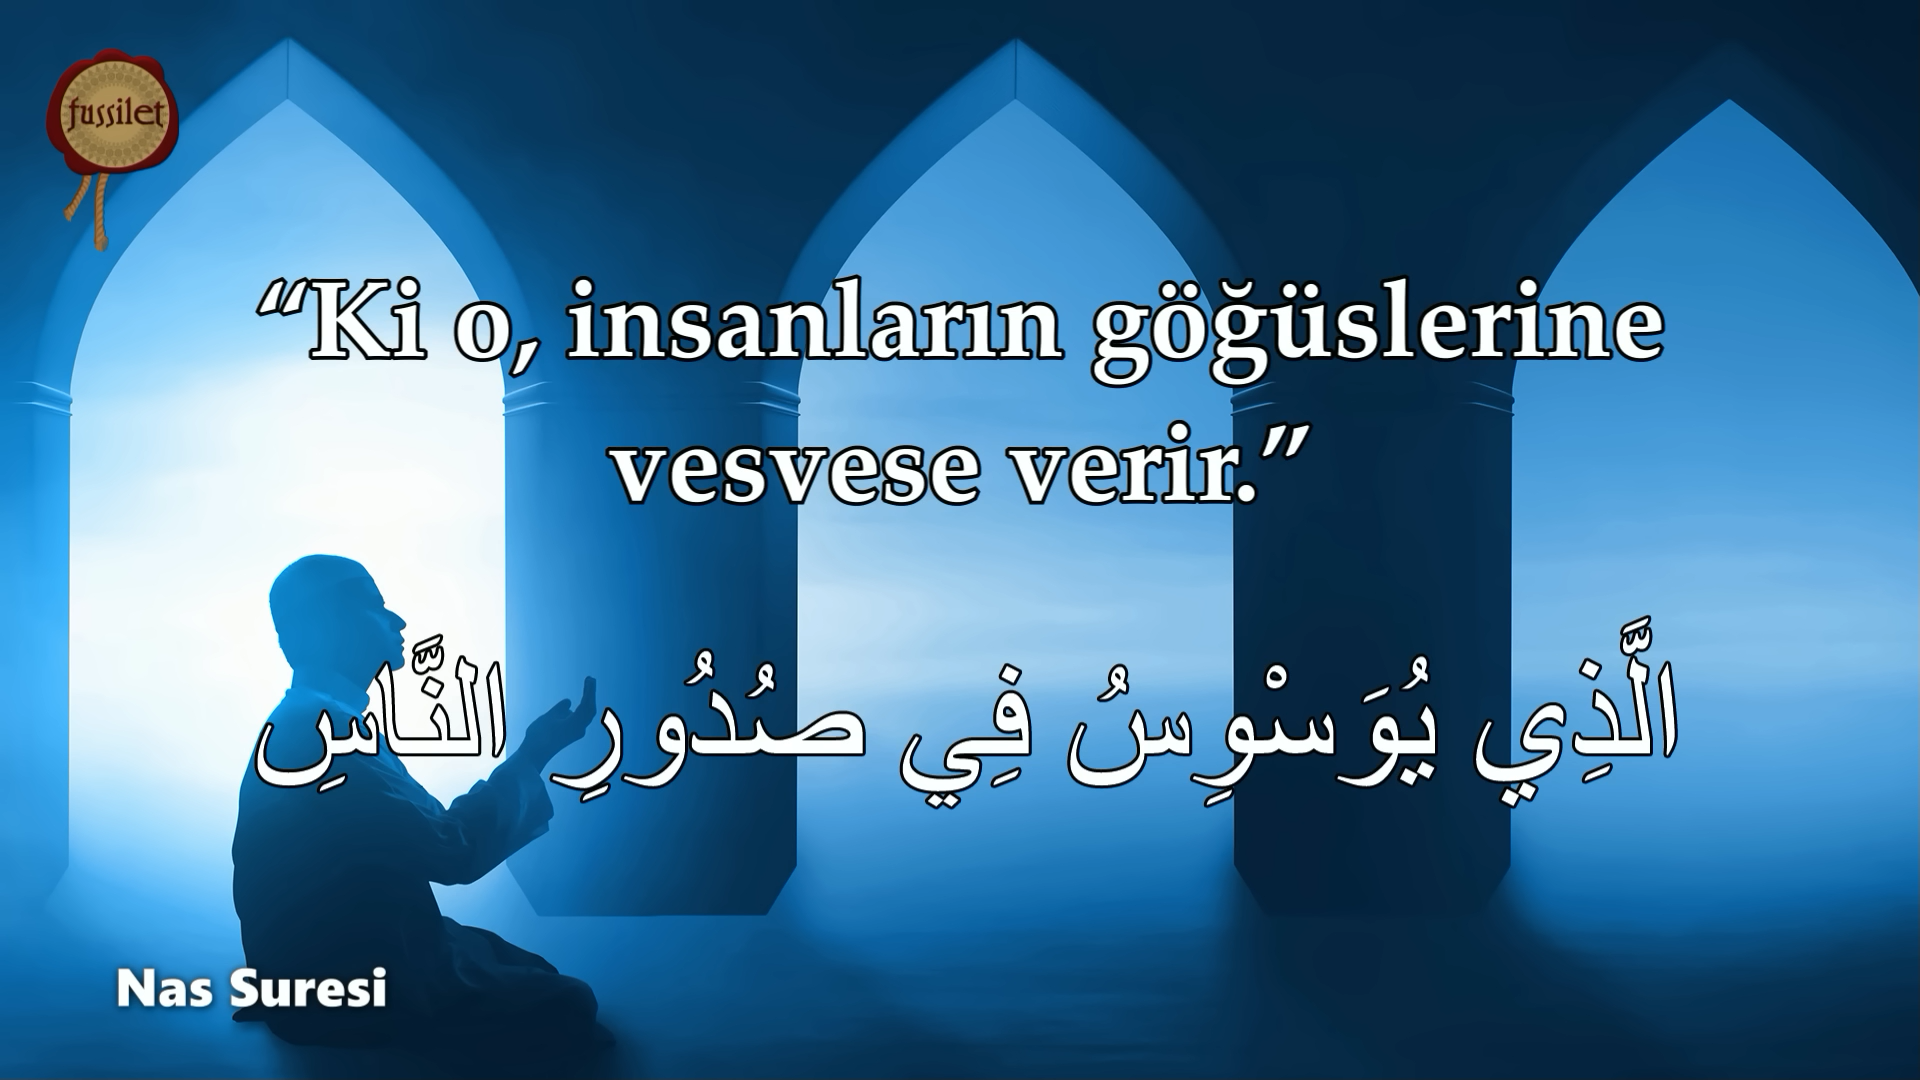 fussilet
“Ki o, insanların göğüslerine
vesvese verir.”
الَّذِي يُوَسْوِسُ فِي صُدُورِ النَّاسِ
Nas Suresi